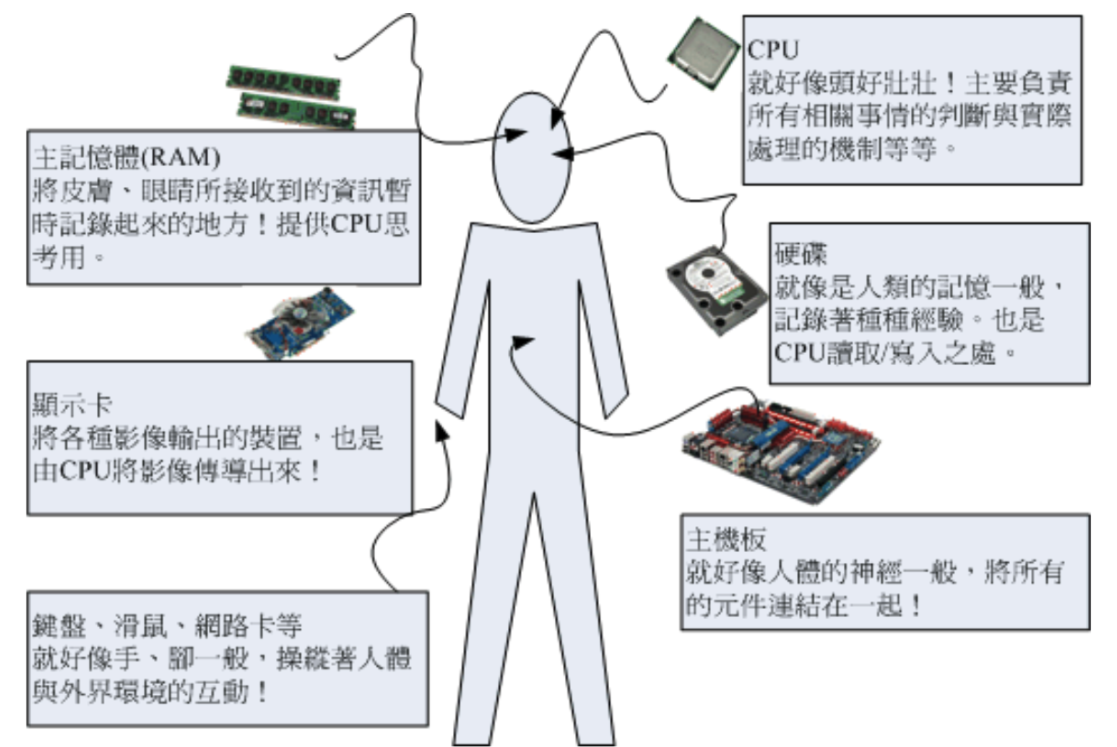 CPU
就好像頭好壯壯！主要負責
所有相關事情的判斷與實際
處理的機制等等。
主記憶體(RAM)
將皮膚、眼睛所接收到的資訊暫
時記錄起來的地方！提供CPU思
考用。
硬碟
就像是人類的記憶一般，
記錄著種種經驗。也是
CPU讀取/寫入之處。
顯示卡
將各種影像輸出的裝置，也是
由CPU將影像傳導出來！
主機板
就好像人體的神經一般，將所有
的元件連結在一起！
鍵盤、滑鼠、網路卡等
就好像手、腳一般，操縱著人體
與外界環境的互動！